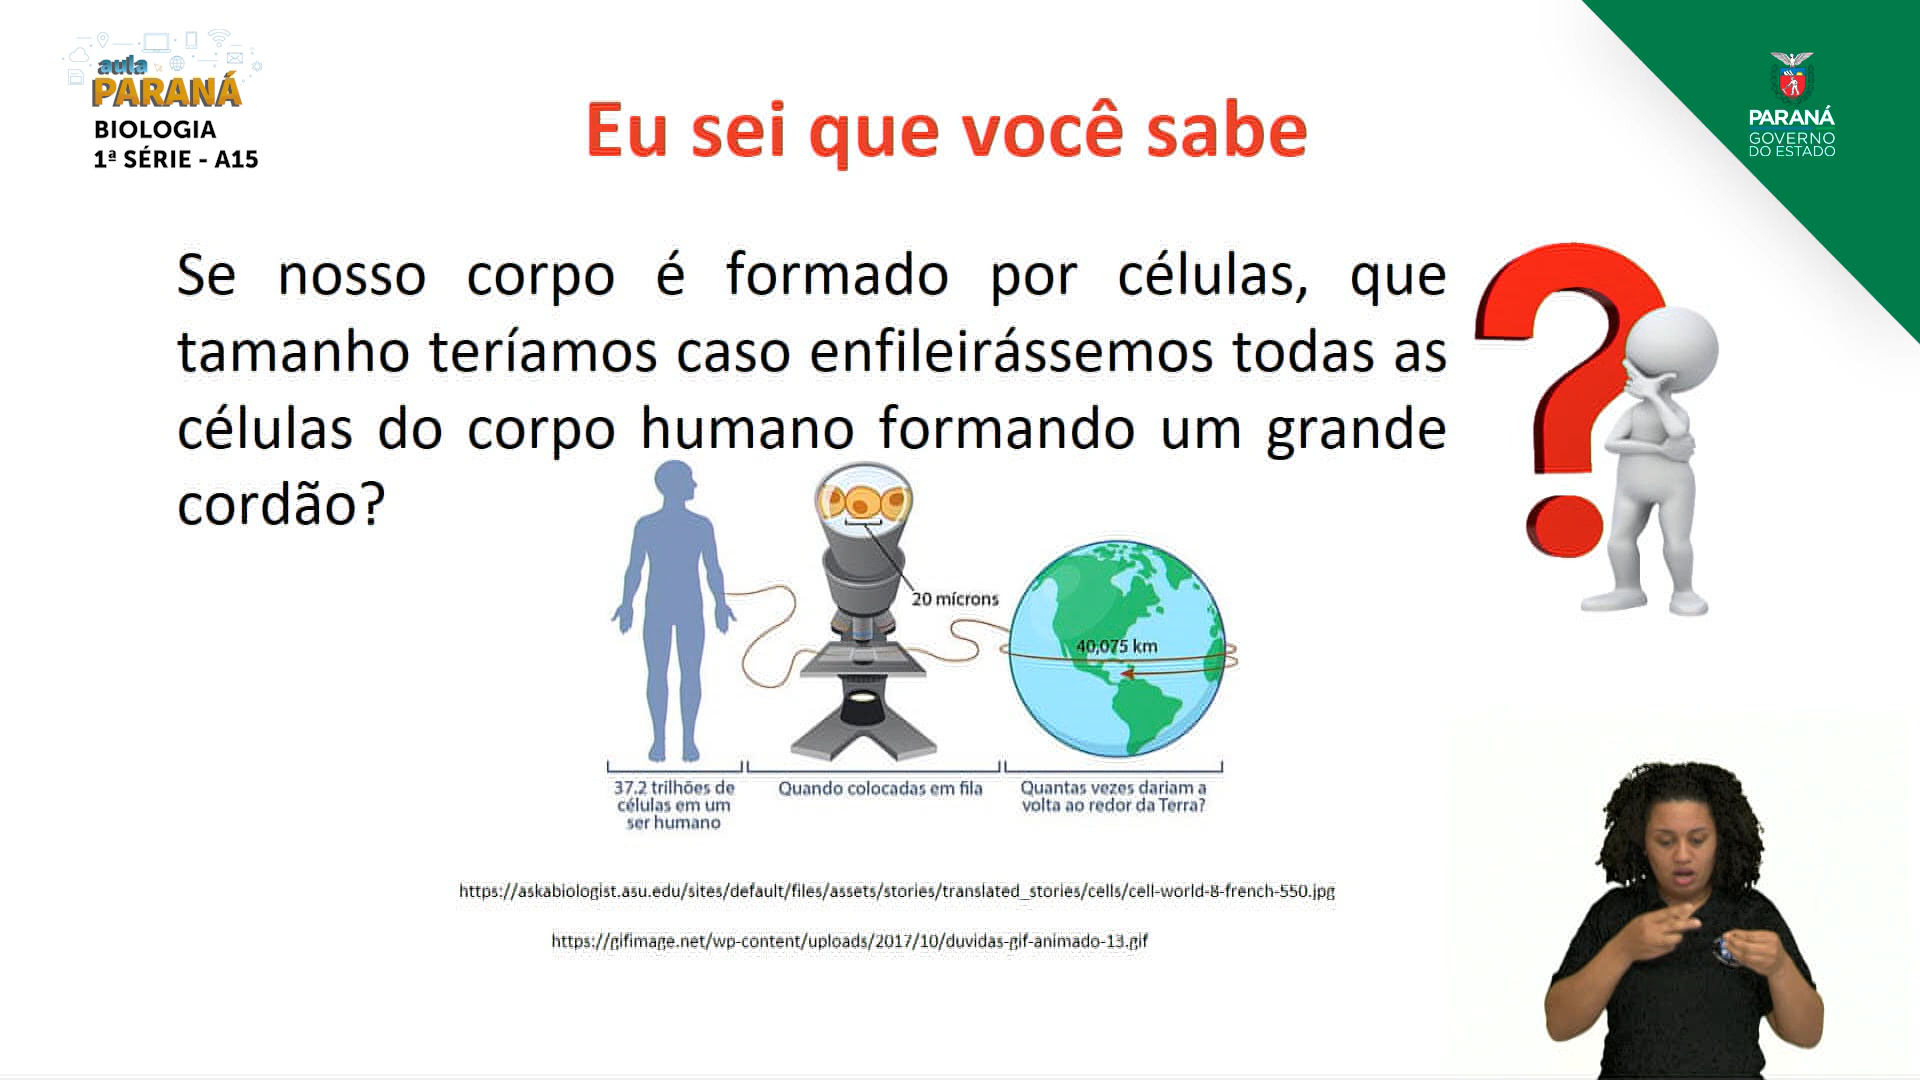 aula
PARANÁ
BIOLOGIA
1ª SÉRIE - A15
PARANÁ
GOVERNO
DO ESTADO
Eu sei que você sabe
Se nosso corpo é formado por células, que
tamanho teríamos caso enfileirássemos todas as
células do corpo humano formando um grande
cordão?
20 mícrons
40,075 km
37.2 trilhões de
células em um
ser humano
Quando colocadas em fila
Quantas vezes dariam a
volta ao redor da Terra?
https://askabiologist.asu.edu/sites/default/files/assets/stories/translated_stories/cells/cell-world-8-french-550.jpg
https://gifimage.net/wp-content/uploads/2017/10/duvidas-gif-animado-13.gif